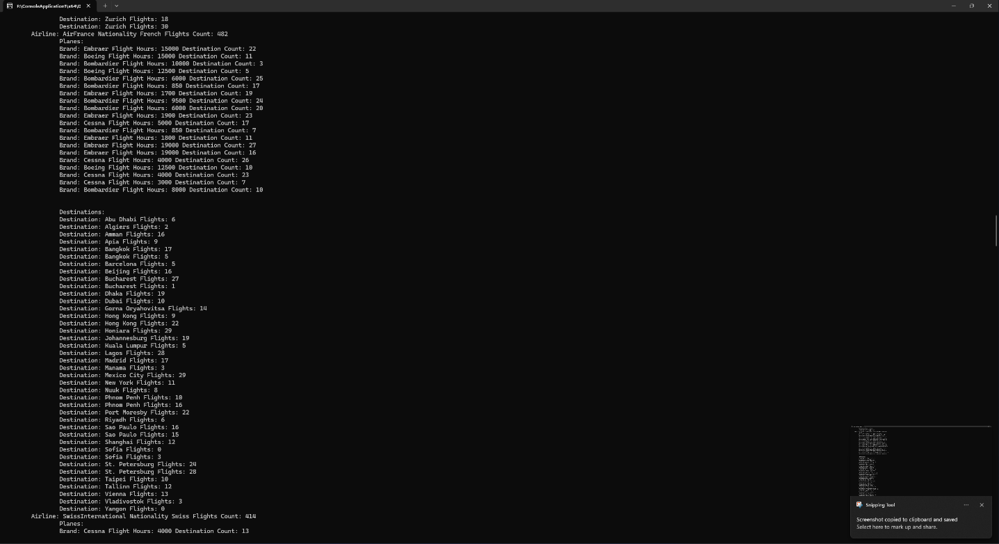 F:\ConsoleApplication1\x64\D
Destination: Zurich Flights: 18
Destination: Zurich Flights: 30
Airline: AirFrance Nationality French Flights Count: 482
Planes:
Brand: Embraer Flight Hours: 15000 Destination Count: 22
Brand: Boeing Flight Hours: 15000 Destination Count: 11
Brand: Bombardier Flight Hours: 10000 Destination Count: 3
Brand: Boeing Flight Hours: 12500 Destination Count: 5
Brand: Bombardier Flight Hours: 6000 Destination Count: 25
Brand: Bombardier Flight Hours: 850 Destination Count: 17
Brand: Embraer Flight Hours: 1700 Destination Count: 19
Brand: Bombardier Flight Hours: 9500 Destination Count: 24
Brand: Bombardier Flight Hours: 6000 Destination Count: 20
Brand: Embraer Flight Hours: 1900 Destination Count: 23
Brand: Cessna Flight Hours: 5000 Destination Count: 17
Brand: Bombardier Flight Hours: 850 Destination Count: 7
Brand: Embraer Flight Hours: 1800 Destination Count: 11
Brand: Embraer Flight Hours: 19000 Destination Count: 27
Brand: Embraer Flight Hours: 19000 Destination Count: 16
Brand: Cessna Flight Hours: 4000 Destination Count: 26
Brand: Boeing Flight Hours: 12500 Destination Count: 10
Brand: Cessna Flight Hours: 4000 Destination Count: 23
Brand: Cessna Flight Hours: 3000 Destination Count: 7
Brand: Bombardier Flight Hours: 8000 Destination Count: 10
Destinations:
Destination: Abu Dhabi Flights: 6
Destination: Algiers Flights: 2
Destination: Amman Flights: 16
Destination: Apia Flights: 9
Destination: Bangkok Flights: 17
Destination: Bangkok Flights: 5
Destination: Barcelona Flights: 5
Destination: Beijing Flights: 16
Destination: Bucharest Flights: 27
Destination: Bucharest Flights: 1
Destination: Dhaka Flights: 19
Destination: Dubai Flights: 10
Destination: Gorna Oryahovitsa Flights: 14
Destination: Hong Kong Flights: 9
Destination: Hong Kong Flights: 22
Destination: Honiara Flights: 29
Destination: Johannesburg Flights: 19
Destination: Kuala Lumpur Flights: 5
Destination: Lagos Flights: 28
Destination: Madrid Flights: 17
Destination: Manama Flights: 3
Destination: Mexico City Flights: 29
Destination: New York Flights: 11
Destination: Nuuk Flights: 8
Destination: Phnom Penh Flights: 10
Destination: Phnom Penh Flights: 16
Destination: Port Moresby Flights: 22
Destination: Riyadh Flights: 6
Destination: Sao Paulo Flights: 16
Destination: Sao Paulo Flights: 15
Destination: Shanghai Flights: 12
Destination: Sofia Flights: 0
Destination: Sofia Flights: 3
Destination: St. Petersburg Flights: 24
Destination: St. Petersburg Flights: 28
Destination: Taipei Flights: 10
Destination: Tallinn Flights: 12
Destination: Vienna Flights: 13
Destination: Vladivostok Flights: 3
Destination: Yangon Flights: 0
Airline: SwissInternational Nationality Swiss Flights Count: 414
Planes:
Brand: Cessna Flight Hours: 4000 Destination Count: 13
Snipping Tool
Screenshot copied to clipboard and saved
Select here to mark up and share.